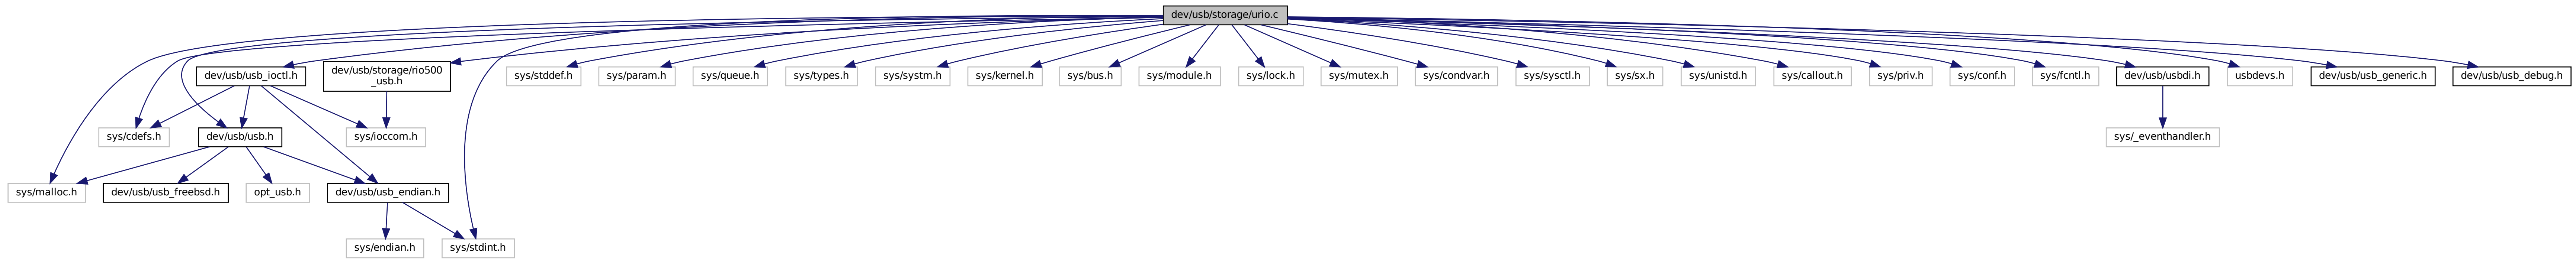 dev/usb/storage/urio.c
dev/usb/usb_ioctl.h
dev/usb/storage/rio500
_usb.h
sys/stddef.h
sys/param.h
sys/queue.h
sys/types.h
sys/systm.h
sys/kernel.h
sys/bus.h
sys/module.h
sys/lock.h
sys/mutex.h
sys/condvar.h
sys/sysctl.h
sys/sx.h
sys/unistd.h
sys/callout.h
sys/priv.h
sys/conf.h
sys/fcntl.h
dev/usb/usbdi.h
usbdevs.h
dev/usb/usb_generic.h
dev/usb/usb_debug.h
sys/cdefs.h
dev/usb/usb.h
sys/ioccom.h
sys/_eventhandler.h
sys/malloc.h
dev/usb/usb_freebsd.h
opt_usb.h
dev/usb/usb_endian.h
sys/endian.h
sys/stdint.h